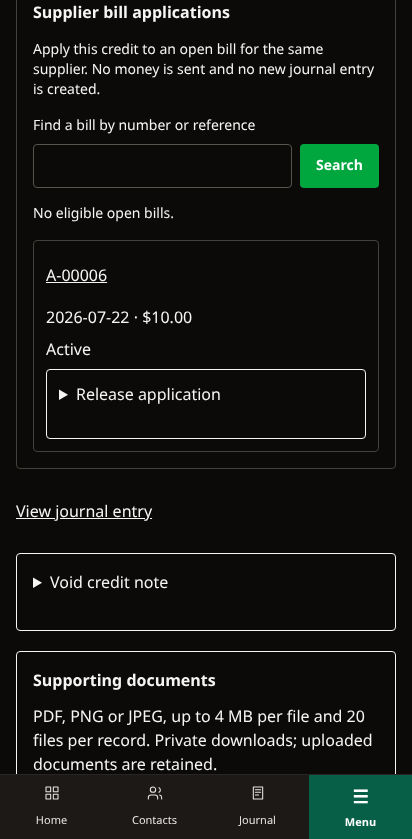 Supplier bill applications
Apply this credit to an open bill for the same
supplier. No money is sent and no new journal entry
is created.
Find a bill by number or reference
Search
No eligible open bills.
A-00006
2026-07-22 · $10.00
Active
Release application
View journal entry
Void credit note
Supporting documents
PDF, PNG or JPEG, up to 4 MB per file and 20
files per record. Private downloads; uploaded
documents are retained.
Home
Contacts
Journal
Menu